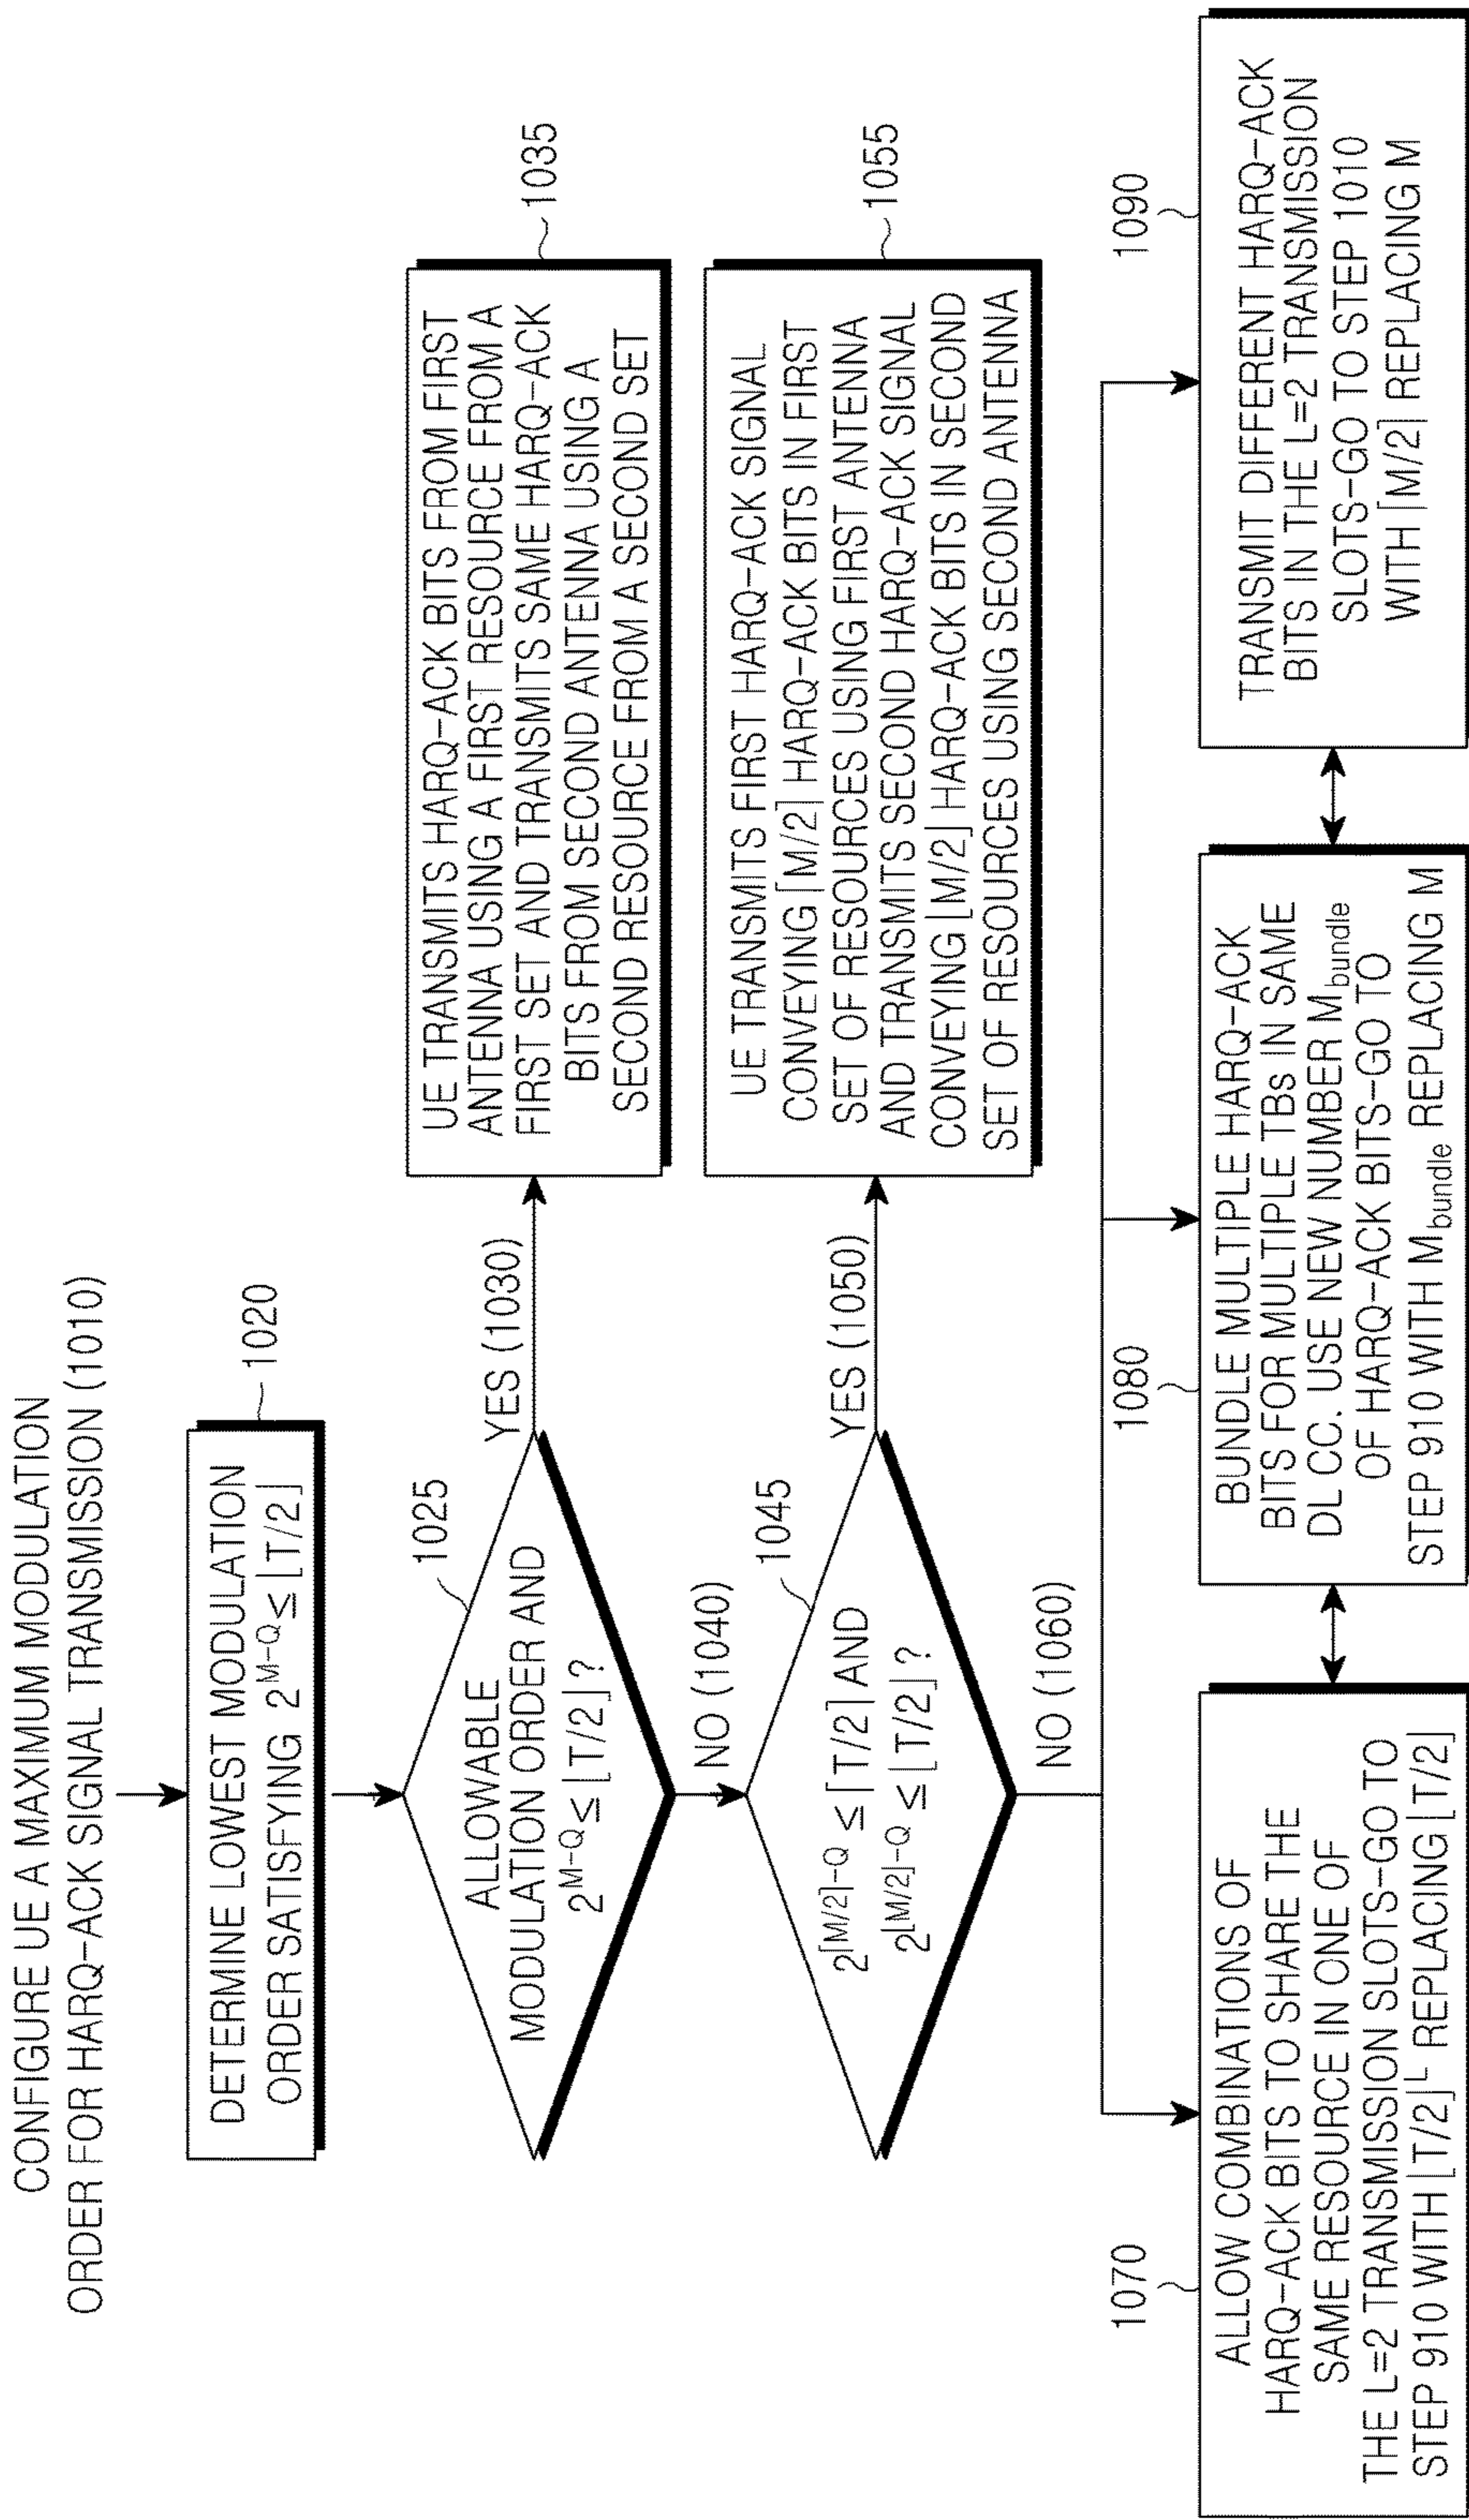 CONFIGURE UE A MAXIMUM MODULATION
ORDER FOR HARQ-ACK SIGNAL TRANSMISSION (1010)
1020
DETERMINE LOWEST MODULATION
ORDER SATISFYING 2^{M-Q} ≤ ⌊T/2⌋
1025
ALLOWABLE
MODULATION ORDER AND
2^{M-Q} ≤ ⌊T/2⌋ ?
YES (1030)
1035
UE TRANSMITS HARQ-ACK BITS FROM FIRST
ANTENNA USING A FIRST RESOURCE FROM A
FIRST SET AND TRANSMITS SAME HARQ-ACK
BITS FROM SECOND ANTENNA USING A
SECOND RESOURCE FROM A SECOND SET
NO (1040)
1045
2^{⌈M/2⌉-Q} ≤ ⌈T/2⌉ AND
2^{⌊M/2⌋-Q} ≤ ⌊T/2⌋ ?
YES (1050)
1055
UE TRANSMITS FIRST HARQ-ACK SIGNAL
CONVEYING ⌈M/2⌉ HARQ-ACK BITS IN FIRST
SET OF RESOURCES USING FIRST ANTENNA
AND TRANSMITS SECOND HARQ-ACK SIGNAL
CONVEYING ⌊M/2⌋ HARQ-ACK BITS IN SECOND
SET OF RESOURCES USING SECOND ANTENNA
NO (1060)
1070
ALLOW COMBINATIONS OF
HARQ-ACK BITS TO SHARE THE
SAME RESOURCE IN ONE OF
THE L=2 TRANSMISSION SLOTS-GO TO
STEP 910 WITH ⌊T/2⌋^L REPLACING ⌊T/2⌋
1080
BUNDLE MULTIPLE HARQ-ACK
BITS FOR MULTIPLE TBs IN SAME
DL CC. USE NEW NUMBER M_{bundle}
OF HARQ-ACK BITS-GO TO
STEP 910 WITH M_{bundle} REPLACING M
1090
TRANSMIT DIFFERENT HARQ-ACK
BITS IN THE L=2 TRANSMISSION
SLOTS-GO TO STEP 1010
WITH ⌈M/2⌉ REPLACING M